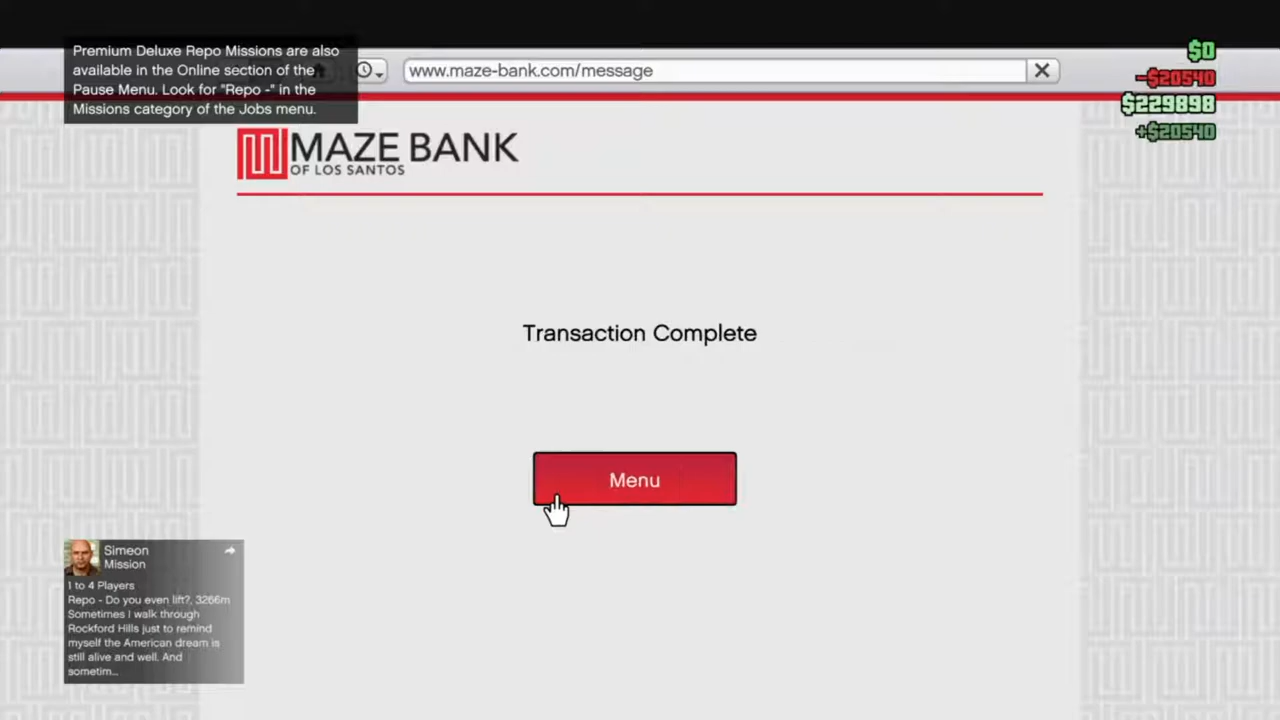 Premium Deluxe Repo Missions are also
available in the Online section of the
Pause Menu. Look for "Repo -" in the
Missions category of the Jobs menu.
www.maze-bank.com/message
$0
-$20540
$229898
+$20540
MAZE BANK
OF LOS SANTOS
Transaction Complete
Menu
Simeon
Mission
1 to 4 Players
Repo - Do you even lift?, 3266m
Sometimes I walk through
Rockford Hills just to remind
myself the American dream is
still alive and well. And
sometim...